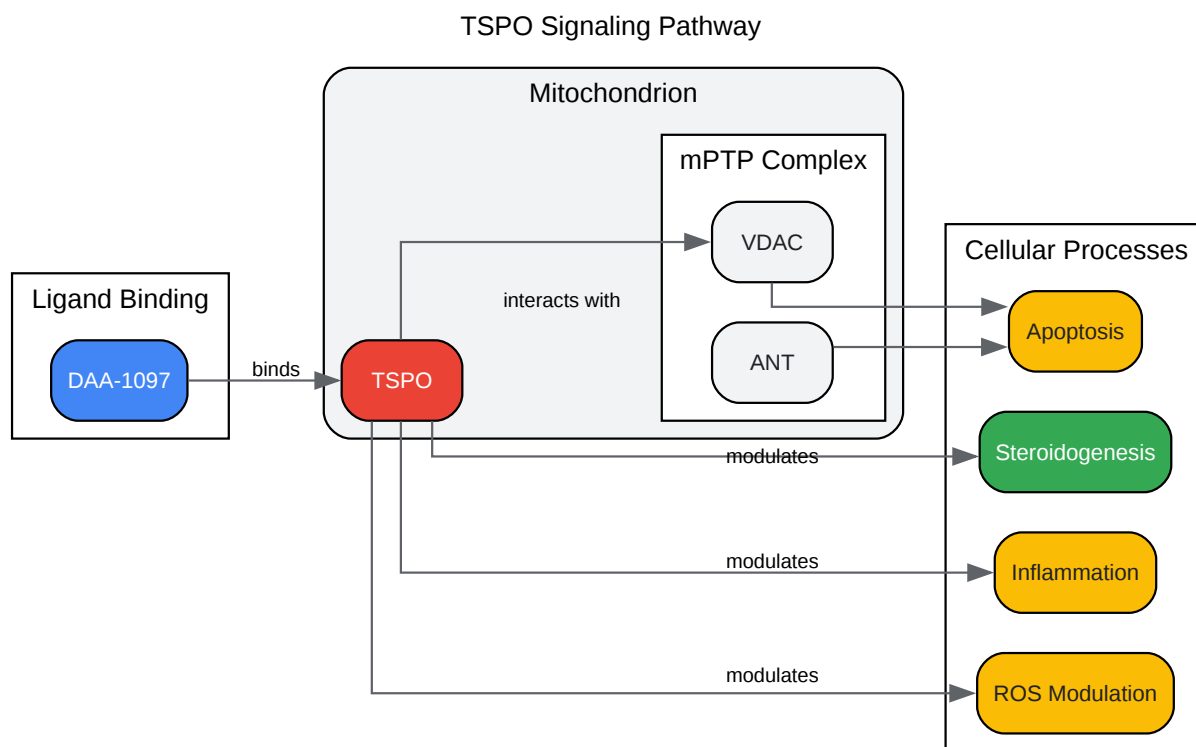 TSPO Signaling Pathway
Mitochondrion
mPTP Complex
VDAC
Cellular Processes
Ligand Binding
interacts with
Apoptosis
ANT
DAA-1097
binds
TSPO
modulates
Steroidogenesis
modulates
Inflammation
modulates
ROS Modulation